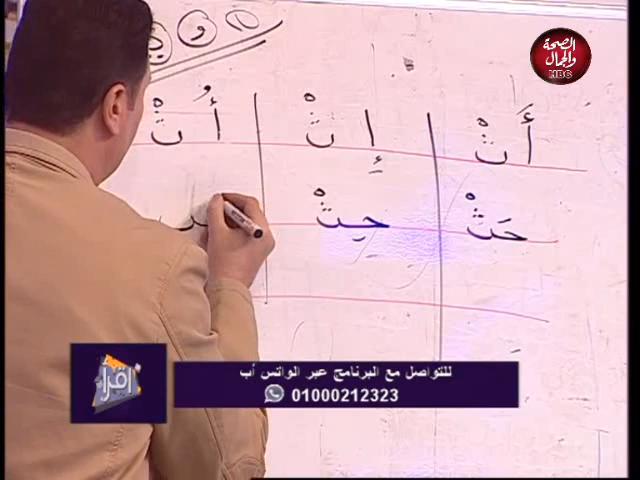 الصحة
والجمال
HBC
أَثْ إِثْ أُثْ
حَثْ حِثْ
اقرأ
للتواصل مع البرنامج عبر الواتس أب
01000212323